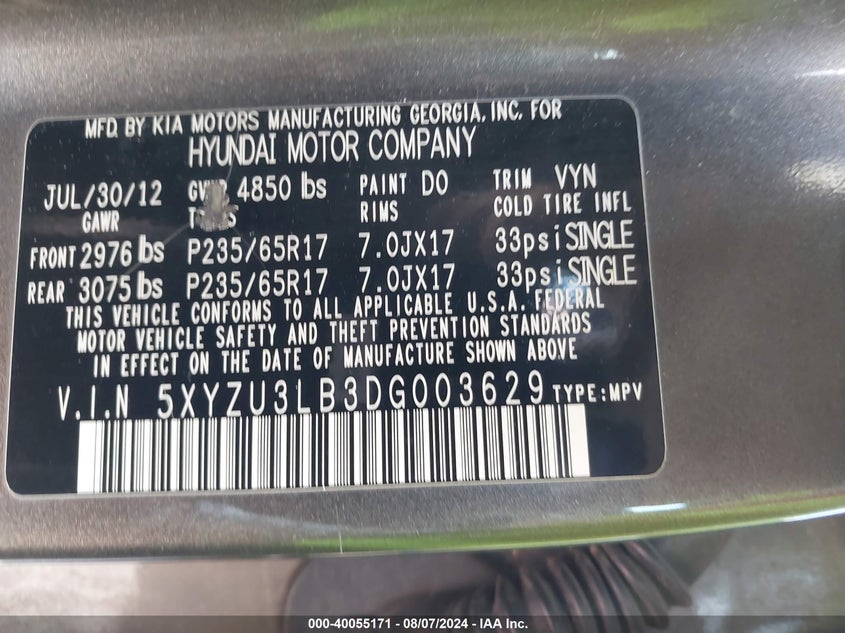 MFD. BY KIA MOTORS MANUFACTURING GEORGIA, INC. FOR
HYUNDAI MOTOR COMPANY
JUL/30/12 4850 lbs PAINT DO TRIM VYN
GAWR RIMS COLD TIRE INFL
FRONT 2976 lbs P235/65R17 7.0JX17 33psi SINGLE
REAR 3075 lbs P235/65R17 7.0JX17 33psi SINGLE
THIS VEHICLE CONFORMS TO ALL APPLICABLE U.S.A. FEDERAL
MOTOR VEHICLE SAFETY AND THEFT PREVENTION STANDARDS
IN EFFECT ON THE DATE OF MANUFACTURE SHOWN ABOVE
V.I.N 5XYZU3LB3DG003629 TYPE:MPV
000-40055171 - 08/07/2024 - IAA Inc.